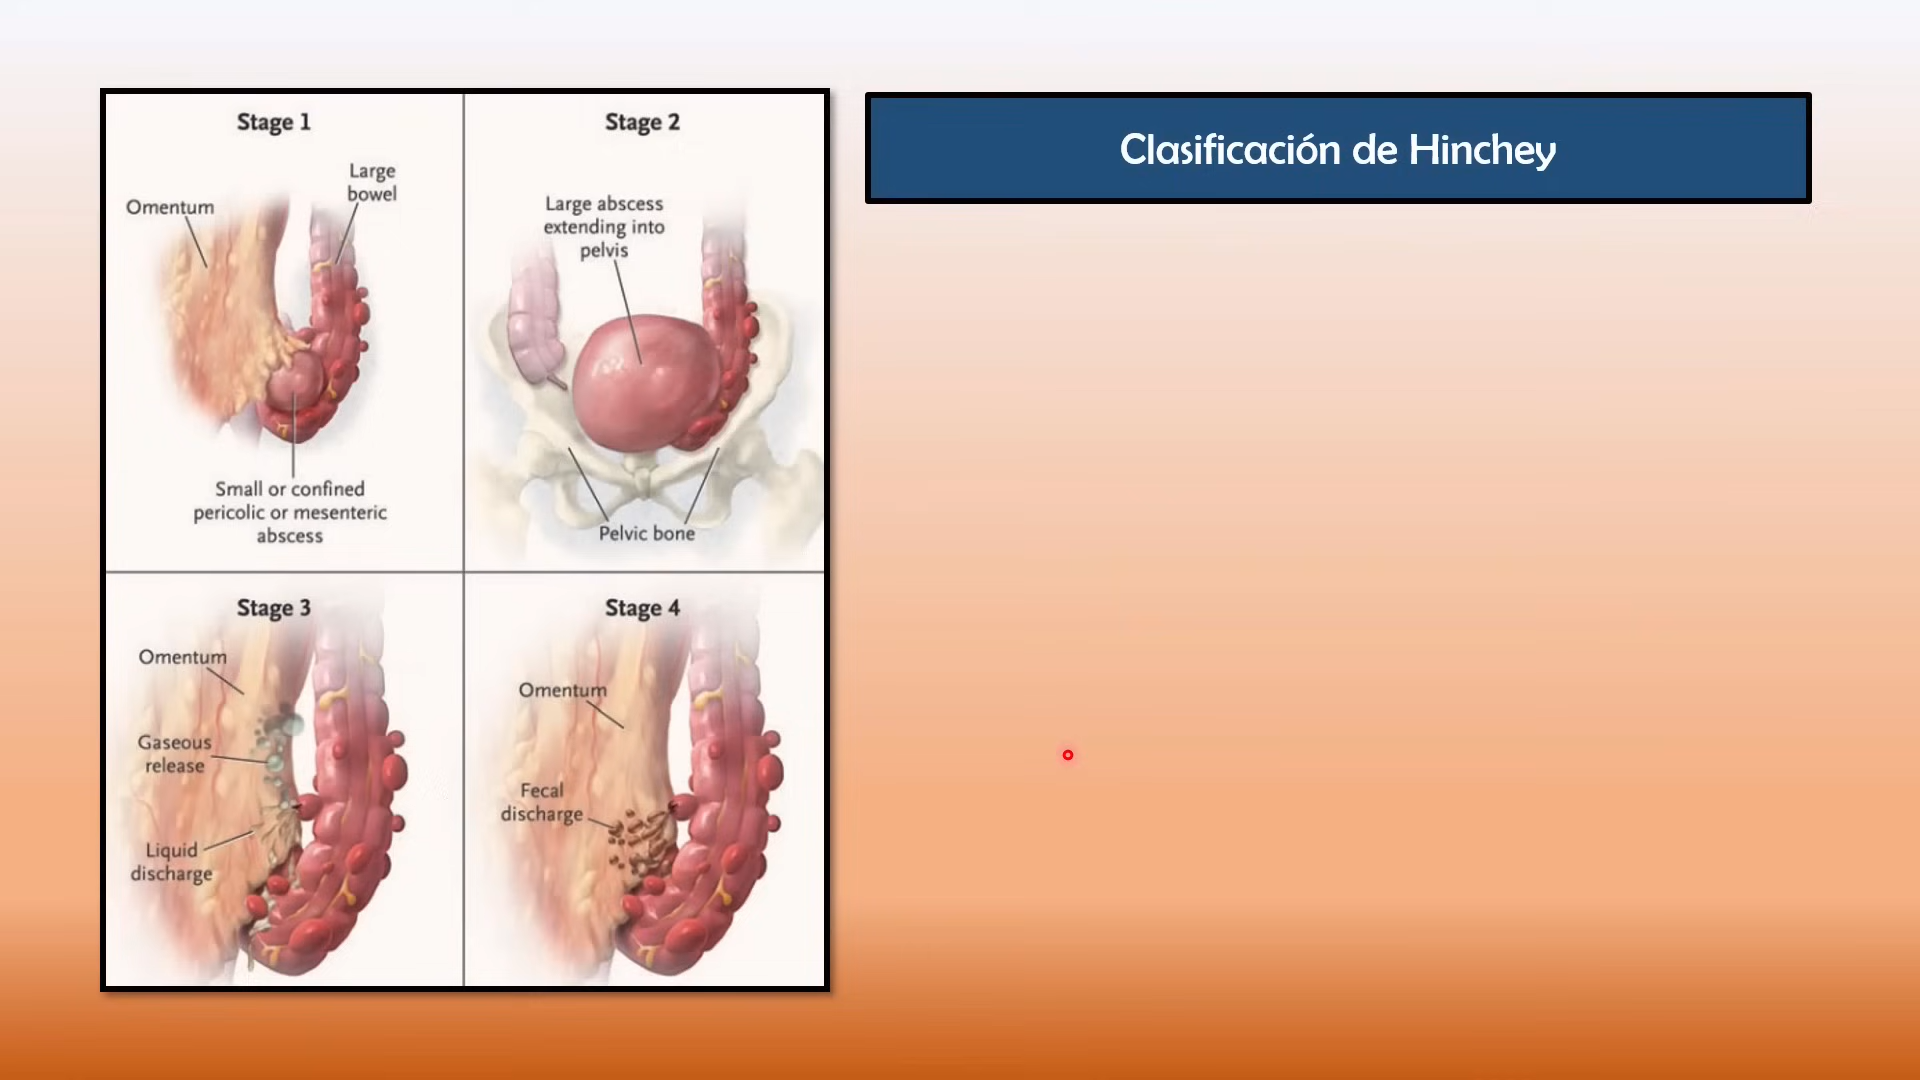 Clasificación de Hinchey
Stage 1
Large
bowel
Omentum
Small or confined
pericolic or mesenteric
abscess
Stage 2
Large abscess
extending into
pelvis
Pelvic bone
Stage 3
Omentum
Gaseous
release
Liquid
discharge
Stage 4
Omentum
Fecal
discharge